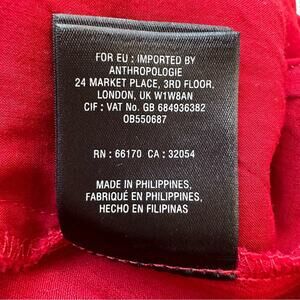 FOR EU : IMPORTED BY
ANTHROPOLOGIE
24 MARKET PLACE, 3RD FLOOR,
LONDON, UK W1W8AN
CIF : VAT No. GB 684936382
OB550687
RN : 66170 CA : 32054
MADE IN PHILIPPINES,
FABRIQUÉ EN PHILIPPINES,
HECHO EN FILIPINAS